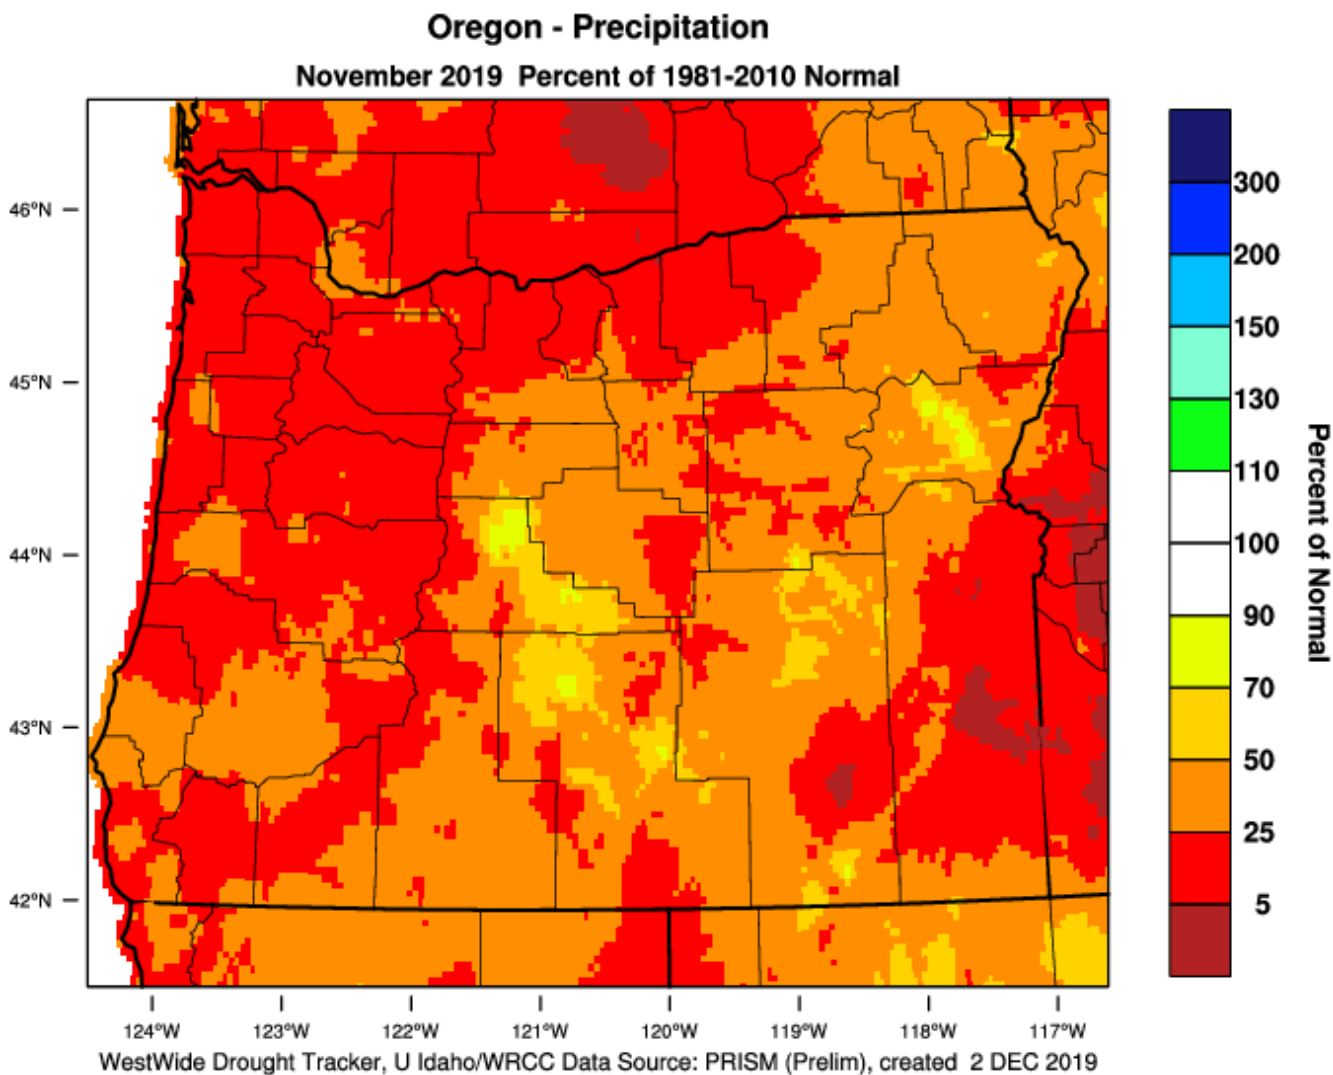 Oregon - Precipitation
November 2019  Percent of 1981-2010 Normal
46°N
45°N
44°N
43°N
42°N
124°W
123°W
122°W
121°W
120°W
119°W
118°W
117°W
300
200
150
130
110
100
90
70
50
25
5
Percent of Normal
WestWide Drought Tracker, U Idaho/WRCC Data Source: PRISM (Prelim), created  2 DEC 2019